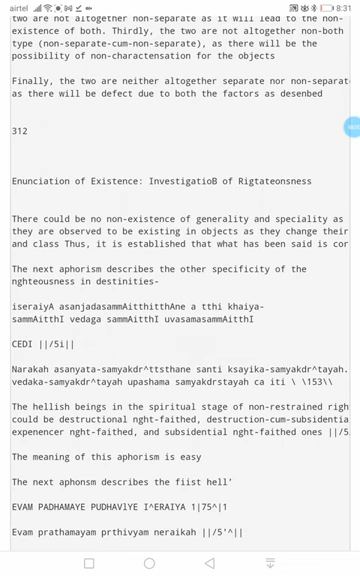 airtel 8:31
two are not altogether non-separate as it will lead to the non-
existence of both. Thirdly, the two are not altogether non-both
type (non-separate-cum-non-separate), as there will be the
possibility of non-charactensation for the objects
Finally, the two are neither altogether separate nor non-separat
as there will be defect due to both the factors as desenbed
312
Enunciation of Existence: InvestigatioB of Rigtateonsness
There could be no non-existence of generality and speciality as
they are observed to be existing in objects as they change their
and class Thus, it is established that what has been said is cor
The next aphorism describes the other specificity of the
nghteousness in destinities-
iseraiyA asanjadasammAitthitthAne a tthi khaiya-
sammAitthI vedaga sammAitthI uvasamasammAitthI
CEDI ||/5i||
Narakah asanyata-samyakdr^ttsthane santi ksayika-samyakdr^tayah.
vedaka-samyakdr^tayah upashama samyakdrstayah ca iti \ \153\\
The hellish beings in the spiritual stage of non-restrained righ
could be destructional nght-faithed, destruction-cum-subsidentia
expenencer nght-faithed, and subsidential nght-faithed ones ||/5
The meaning of this aphorism is easy
The next aphonsm describes the fiist hell’
EVAM PADHAMAYE PUDHAVlYE I^ERAIYA 1|75^|1
Evam prathamayam prthivyam neraikah ||/5'^||